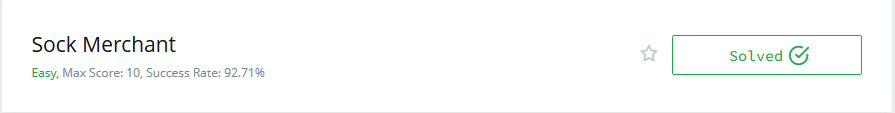 Sock Merchant
Solved
Easy, Max Score: 10, Success Rate: 92.71%